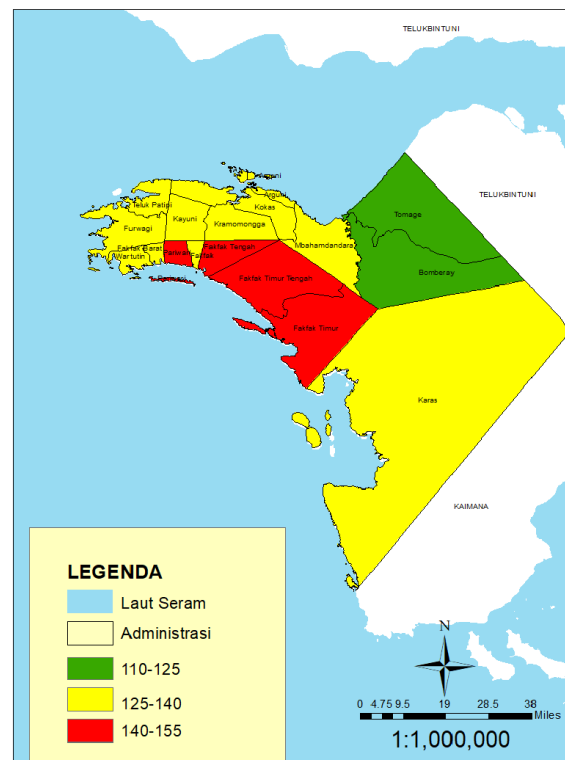 TELUKBINTUNI
Arguni
TELUKBINTUNI
Arguni
Teluk Patipi
Kokas
Tomage
Kayuni
Kramomongga
Furwagi
Mbahamdandara
Fakfak Barat
Fakfak Tengah
Pariwari
Wartutin
Fakfak
Bomberay
Fakfak Timur Tengah
Fakfak Timur
Karas
KAIMANA
LEGENDA
Laut Seram
Administrasi
110-125
125-140
140-155
N
0 4.75 9.5 19 28.5 38
Miles
1:1,000,000